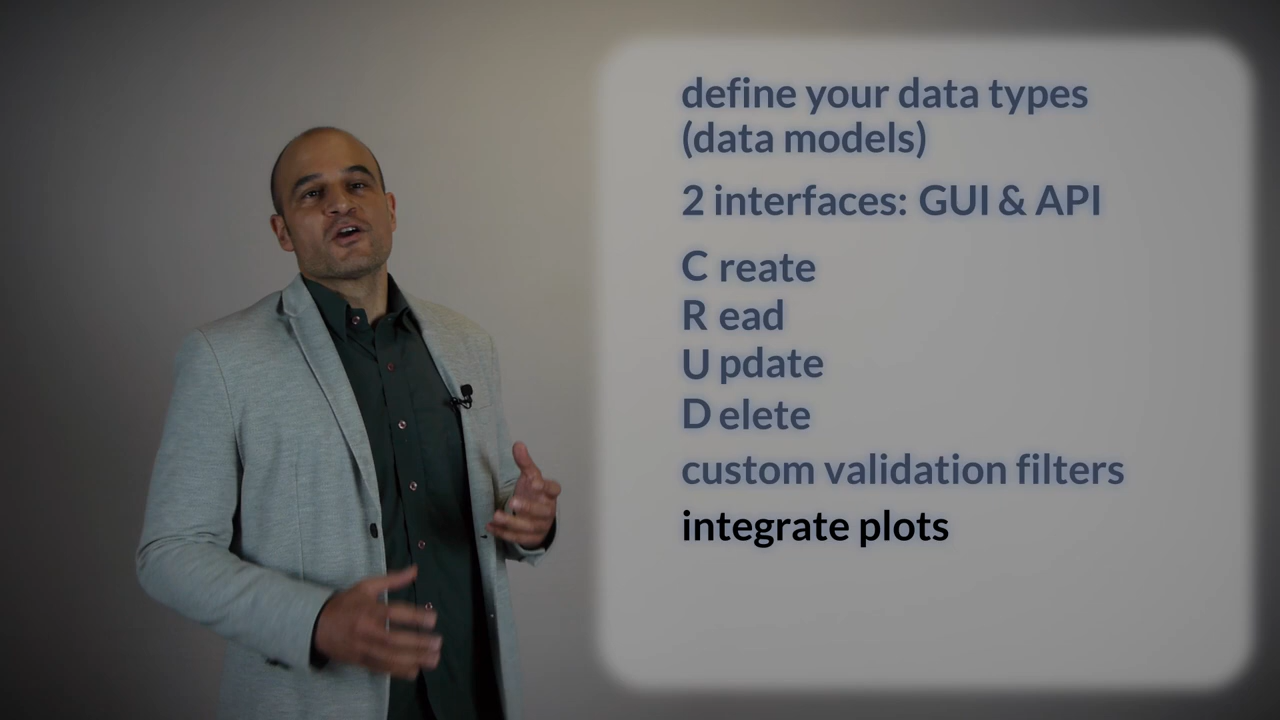 define your data types
(data models)
2 interfaces: GUI & API
C reate
R ead
U pdate
D elete
custom validation filters
integrate plots